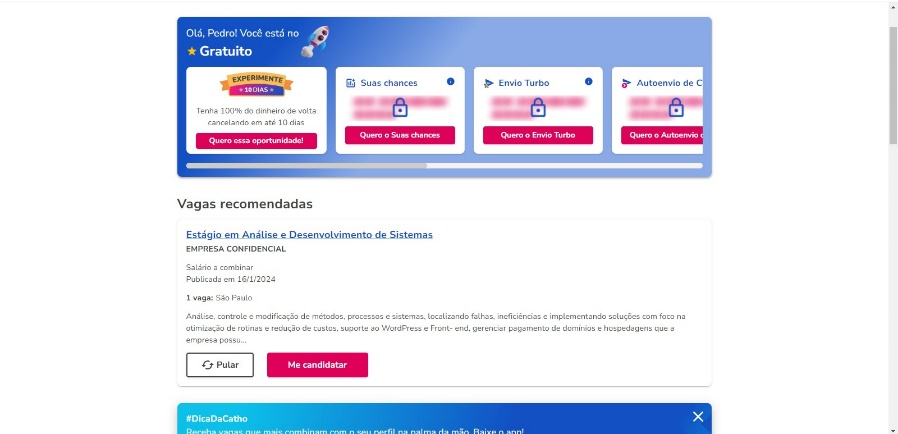 Olá, Pedro! Você está no
Gratuito
EXPERIMENTE
10 DIAS
Tenha 100% do dinheiro de volta
cancelando em até 10 dias
Quero essa oportunidade!
Suas chances
Quero o Suas chances
Envio Turbo
Quero o Envio Turbo
Autoenvio de C
Quero o Autoenvio
Vagas recomendadas
Estágio em Análise e Desenvolvimento de Sistemas
EMPRESA CONFIDENCIAL
Salário a combinar
Publicada em 16/1/2024
1 vaga: São Paulo
Análise, controle e modificação de métodos, processos e sistemas, localizando falhas, ineficiências e implementando soluções com foco na
otimização de rotinas e redução de custos, suporte ao WordPress e Front- end, gerenciar pagamento de domínios e hospedagens que a
empresa possu...
Pular
Me candidatar
#DicaDaCatho
Receba vagas que mais combinam com o seu perfil na palma da mão. Baixe o app!